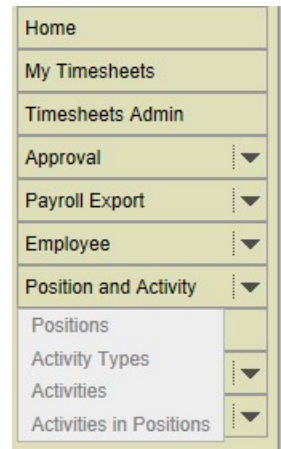 Home
My Timesheets
Timesheets Admin
Approval
Payroll Export
Employee
Position and Activity
Positions
Activity Types
Activities
Activities in Positions